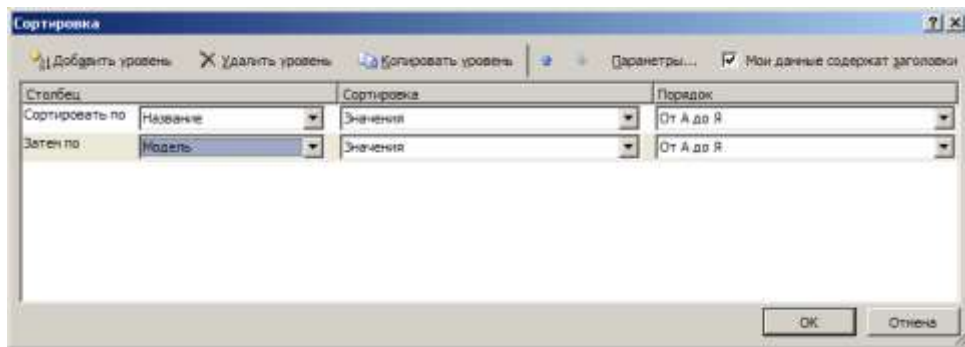 Сортировка
Добавить уровень Удалить уровень Копировать уровень Параметры... Мои данные содержат заголовки
Столбец Сортировка Порядок
Сортировать по Название Значения От А до Я
Затем по Модель Значения От А до Я
ОК Отмена